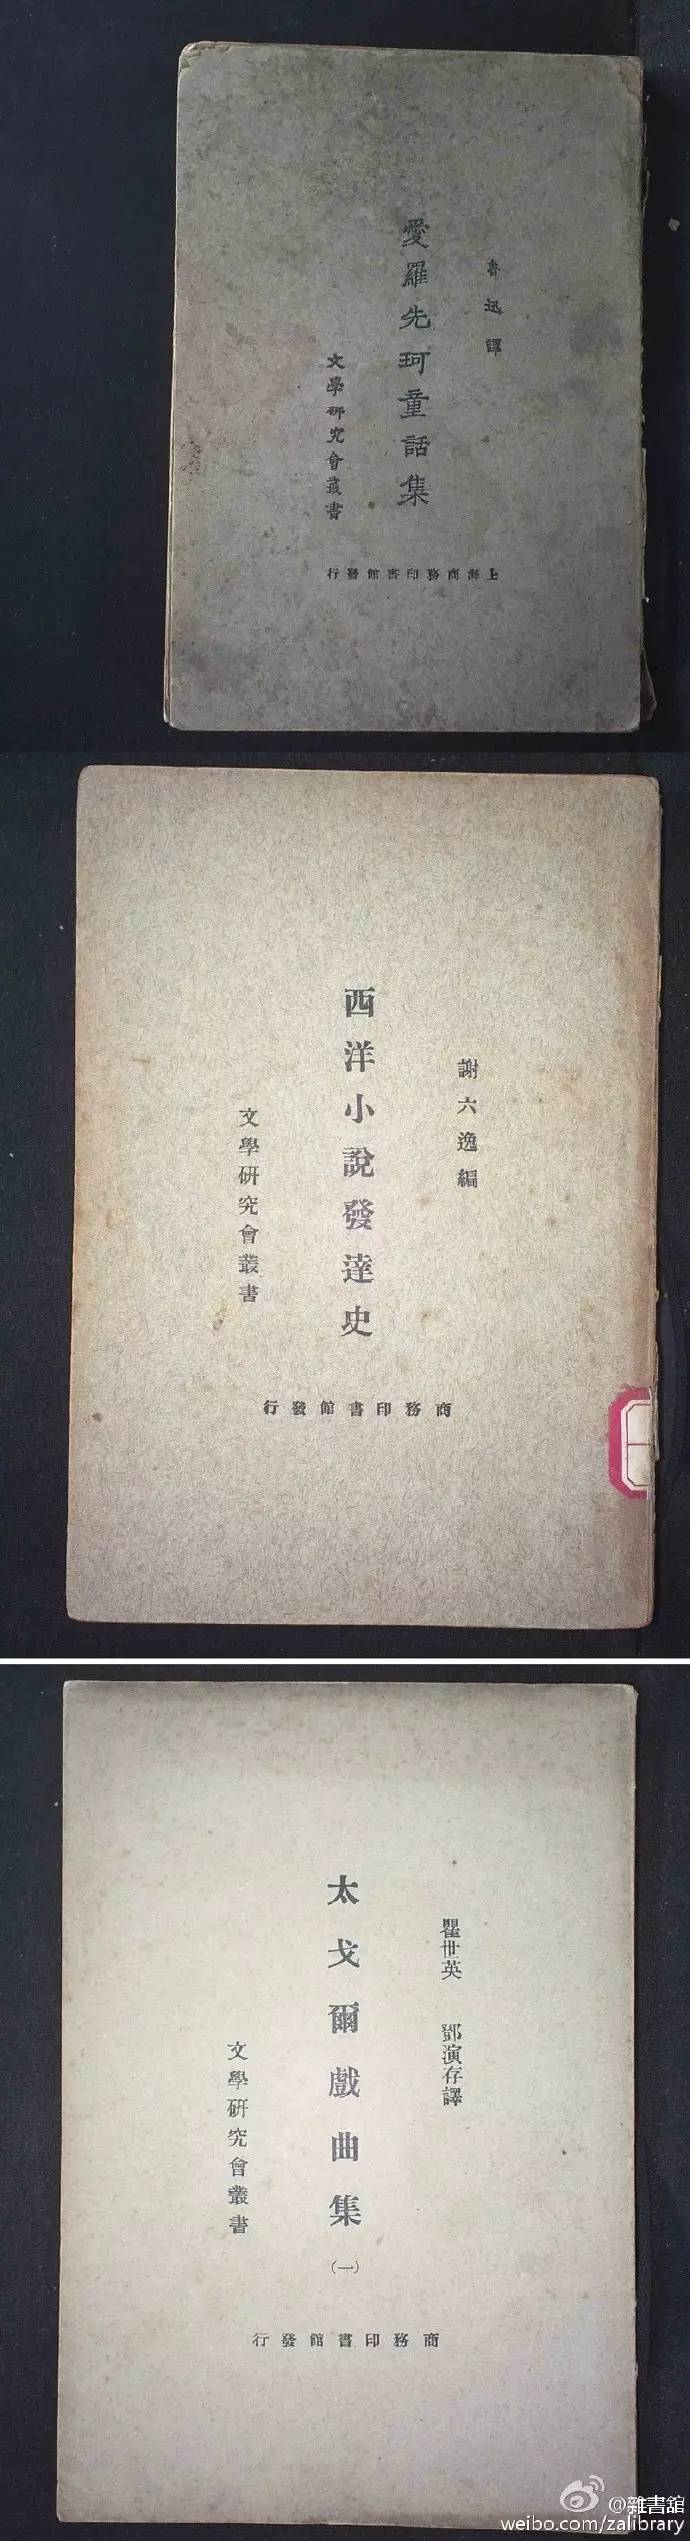 魯迅譯
愛羅先珂童話集
文學硏究會叢書
上海商務印書館發行
謝六逸編
西洋小說發達史
文學硏究會叢書
商務印書館發行
瞿世英 鄧演存譯
太戈爾戲曲集
(一)
文學硏究會叢書
商務印書館發行
@雜書館
weibo.com/zalibrary